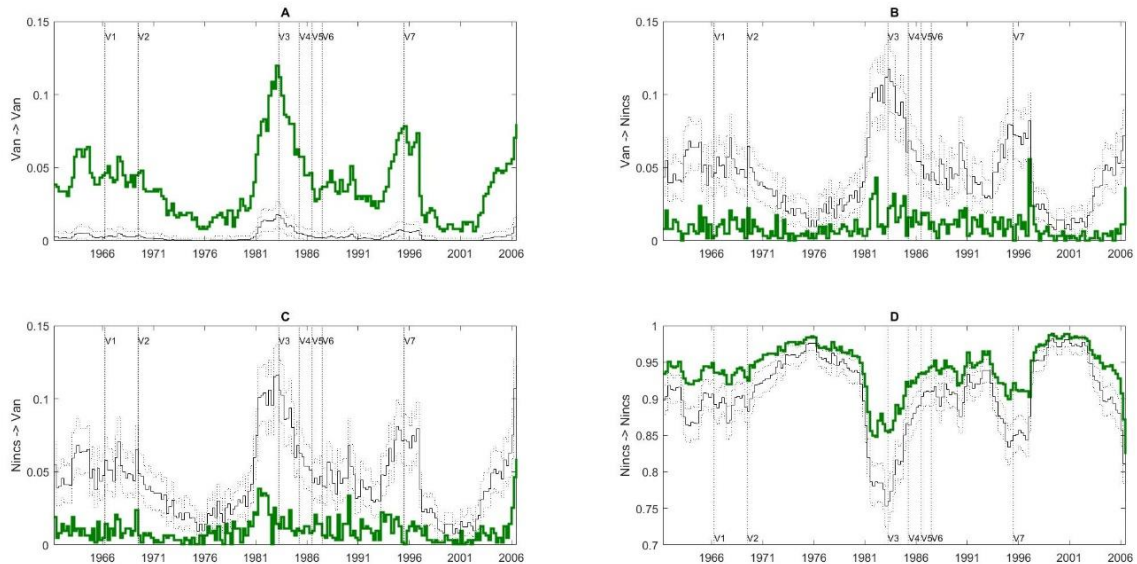 A
0.15
0.1
0.05
0
Van -> Van
V1 V2 V3 V4 V5 V6 V7
1966 1971 1976 1981 1986 1991 1996 2001 2006
B
0.15
0.1
0.05
0
Van -> Nincs
V1 V2 V3 V4 V5 V6 V7
1966 1971 1976 1981 1986 1991 1996 2001 2006
C
0.15
0.1
0.05
0
Nincs -> Van
V1 V2 V3 V4 V5 V6 V7
1966 1971 1976 1981 1986 1991 1996 2001 2006
D
1
0.95
0.9
0.85
0.8
0.75
0.7
Nincs -> Nincs
V1 V2 V3 V4 V5 V6 V7
1966 1971 1976 1981 1986 1991 1996 2001 2006